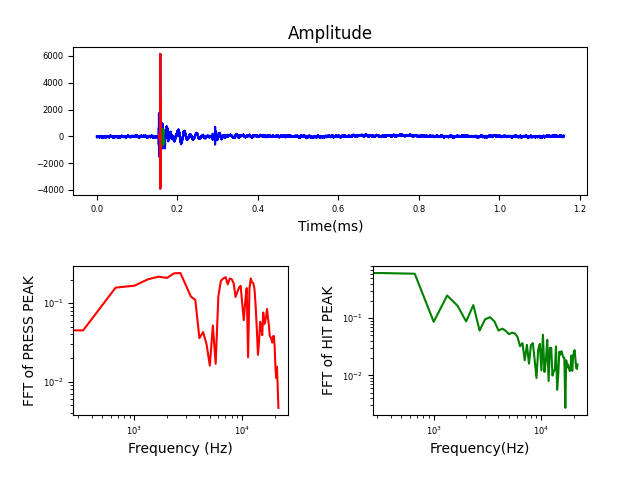 Amplitude
6000
4000
2000
0
−2000
−4000
0.0 0.2 0.4 0.6 0.8 1.0 1.2
Time(ms)
FFT of PRESS PEAK
10⁻¹
10⁻²
10³ 10⁴
Frequency (Hz)
FFT of HIT PEAK
10⁻¹
10⁻²
10³ 10⁴
Frequency(Hz)